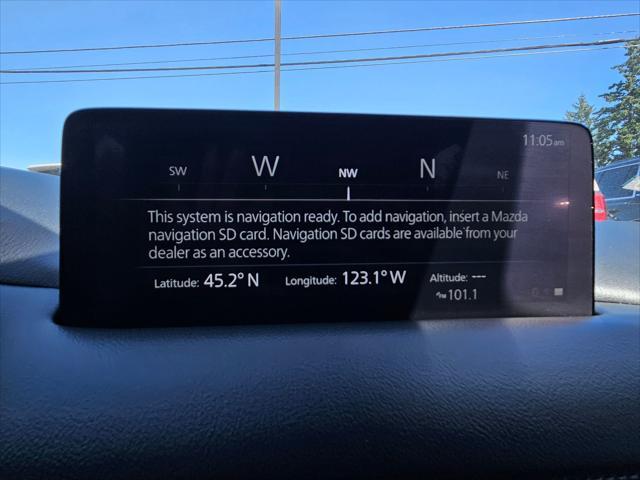 11:05am
SW W NW N NE
This system is navigation ready. To add navigation, insert a Mazda
navigation SD card. Navigation SD cards are available from your
dealer as an accessory.
Latitude: 45.2° N Longitude: 123.1° W Altitude: ---
FM 101.1